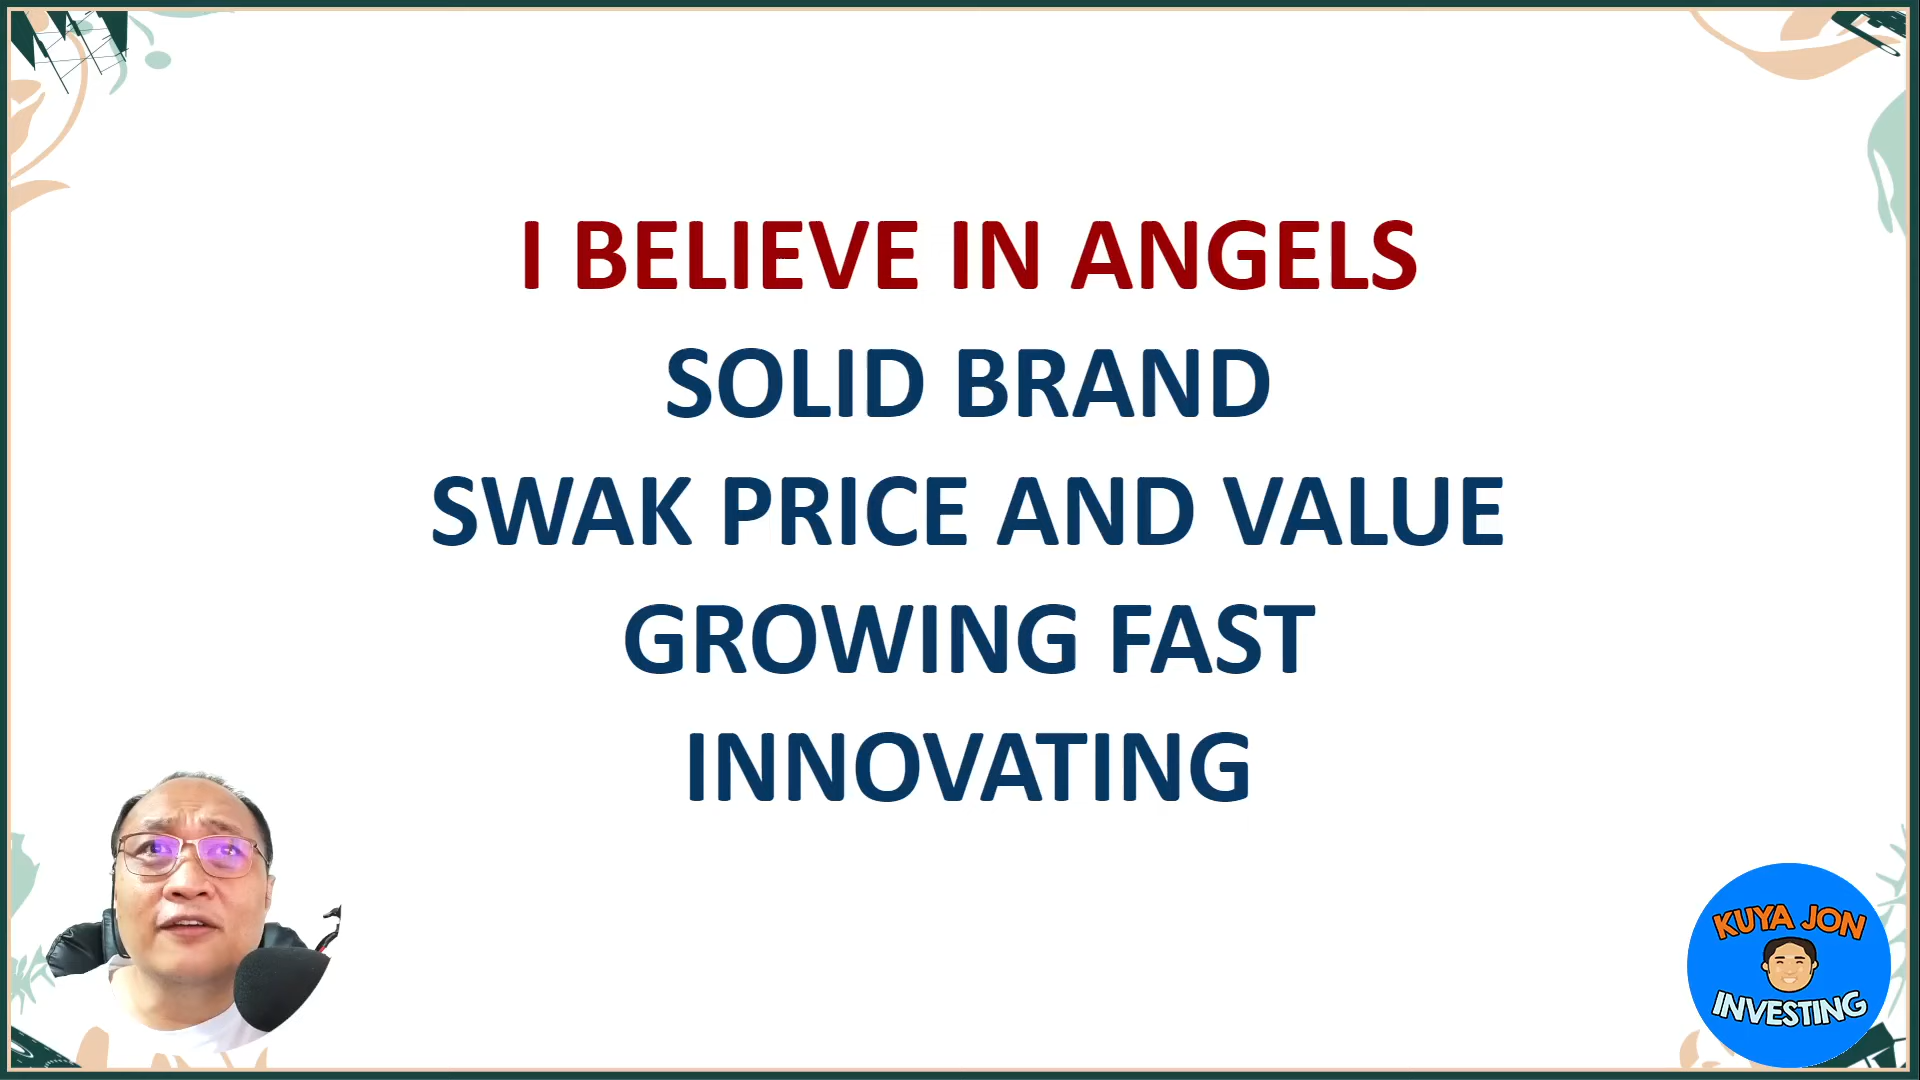 I BELIEVE IN ANGELS
SOLID BRAND
SWAK PRICE AND VALUE
GROWING FAST
INNOVATING
KUYA JON
INVESTING